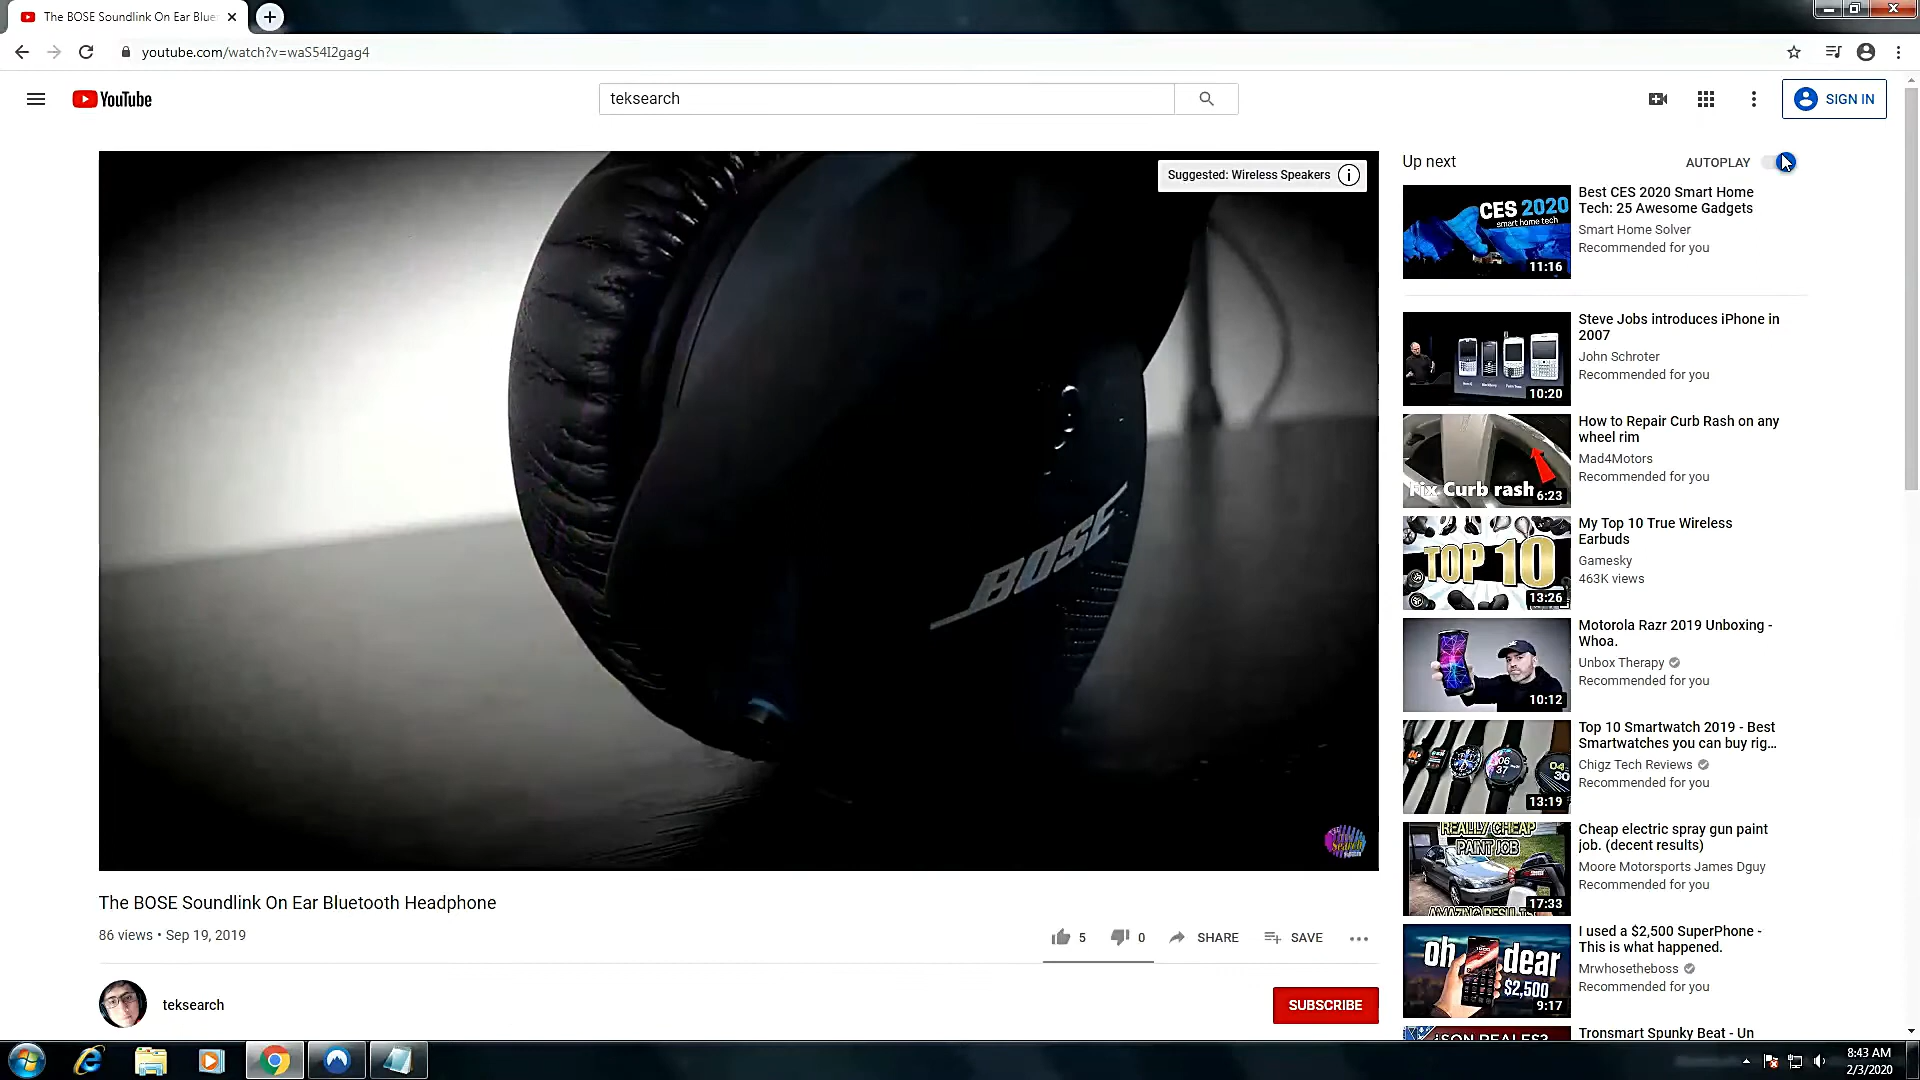 The BOSE Soundlink On Ear Blue
youtube.com/watch?v=waS54I2gag4
YouTube
teksearch
SIGN IN
Suggested: Wireless Speakers
BOSE
The BOSE Soundlink On Ear Bluetooth Headphone
86 views • Sep 19, 2019
5
0
SHARE
SAVE
teksearch
SUBSCRIBE
Up next
AUTOPLAY
CES 2020
smart home tech
11:16
Best CES 2020 Smart Home
Tech: 25 Awesome Gadgets
Smart Home Solver
Recommended for you
10:20
Steve Jobs introduces iPhone in
2007
John Schroter
Recommended for you
Fix Curb rash
6:23
How to Repair Curb Rash on any
wheel rim
Mad4Motors
Recommended for you
TOP 10
13:26
My Top 10 True Wireless
Earbuds
Gamesky
463K views
10:12
Motorola Razr 2019 Unboxing -
Whoa.
Unbox Therapy
Recommended for you
13:19
Top 10 Smartwatch 2019 - Best
Smartwatches you can buy rig...
Chigz Tech Reviews
Recommended for you
REALLY CHEAP
PAINT JOB
AMAZNG RESULTS
17:33
Cheap electric spray gun paint
job. (decent results)
Moore Motorsports James Dguy
Recommended for you
oh dear
$2,500
9:17
I used a $2,500 SuperPhone -
This is what happened.
Mrwhosetheboss
Recommended for you
Tronsmart Spunky Beat - Un
8:43 AM
2/3/2020